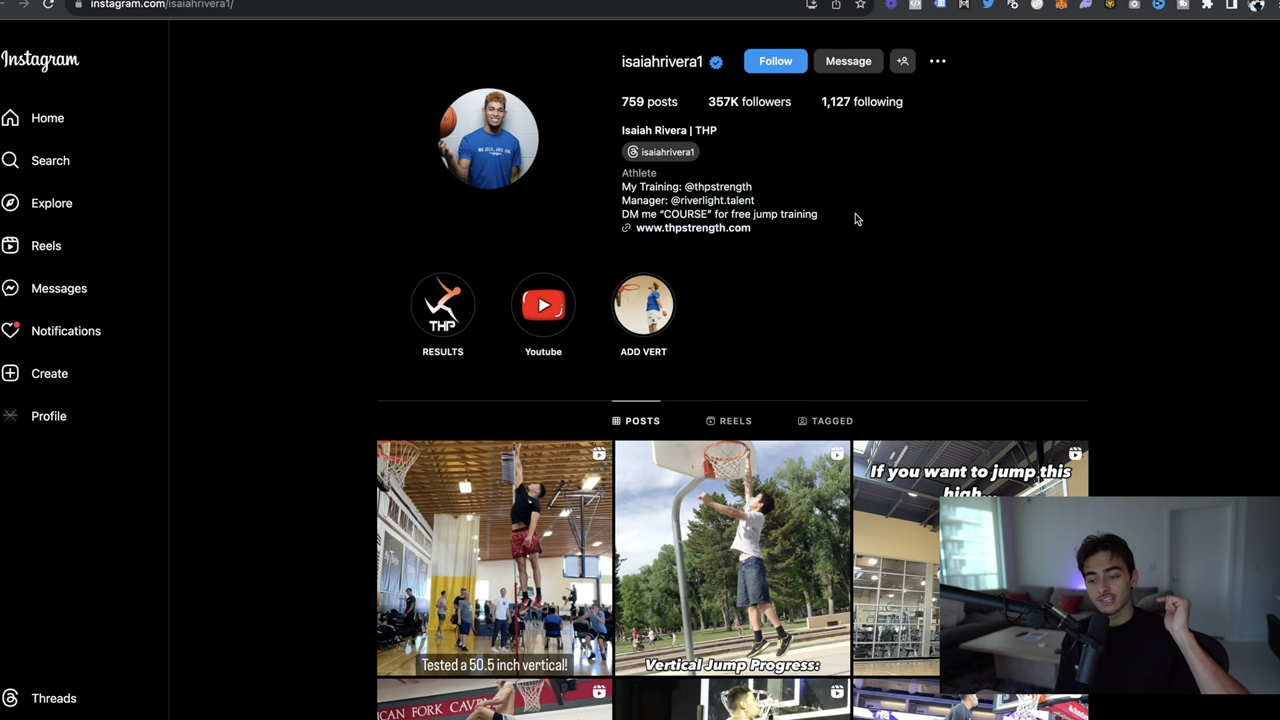 instagram.com/isaiahrivera1/
Instagram
isaiahrivera1
Follow
Message
759 posts
357K followers
1,127 following
Isaiah Rivera | THP
isaiahrivera1
Athlete
My Training: @thpstrength
Manager: @riverlight.talent
DM me “COURSE” for free jump training
www.thpstrength.com
Home
Search
Explore
Reels
Messages
Notifications
Create
Profile
Threads
THP
RESULTS
Youtube
ADD VERT
POSTS
REELS
TAGGED
Tested a 50.5 inch vertical!
Vertical Jump Progress:
If you want to jump this
high...
CAN FORK CAV